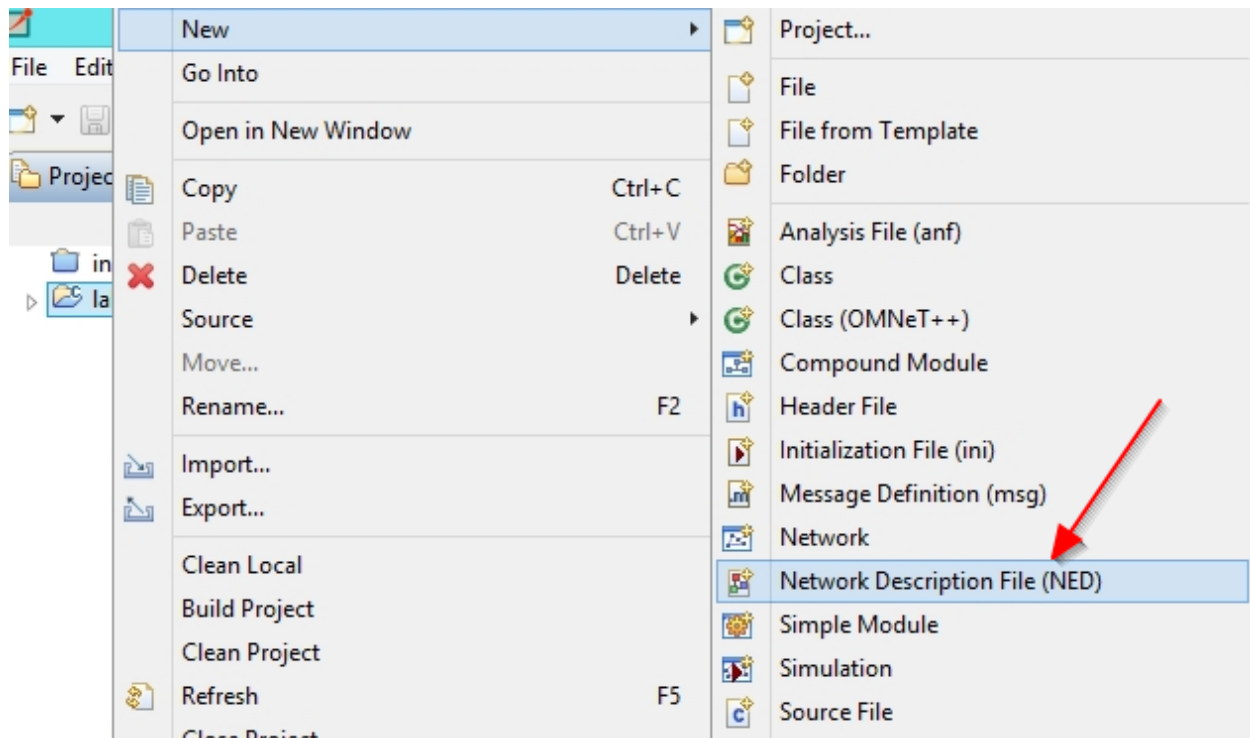 File Edit
Projec
in
la
New
Go Into
Open in New Window
Copy Ctrl+C
Paste Ctrl+V
Delete Delete
Source
Move...
Rename... F2
Import...
Export...
Clean Local
Build Project
Clean Project
Refresh F5
Close Project
Project...
File
File from Template
Folder
Analysis File (anf)
Class
Class (OMNeT++)
Compound Module
Header File
Initialization File (ini)
Message Definition (msg)
Network
Network Description File (NED)
Simple Module
Simulation
Source File